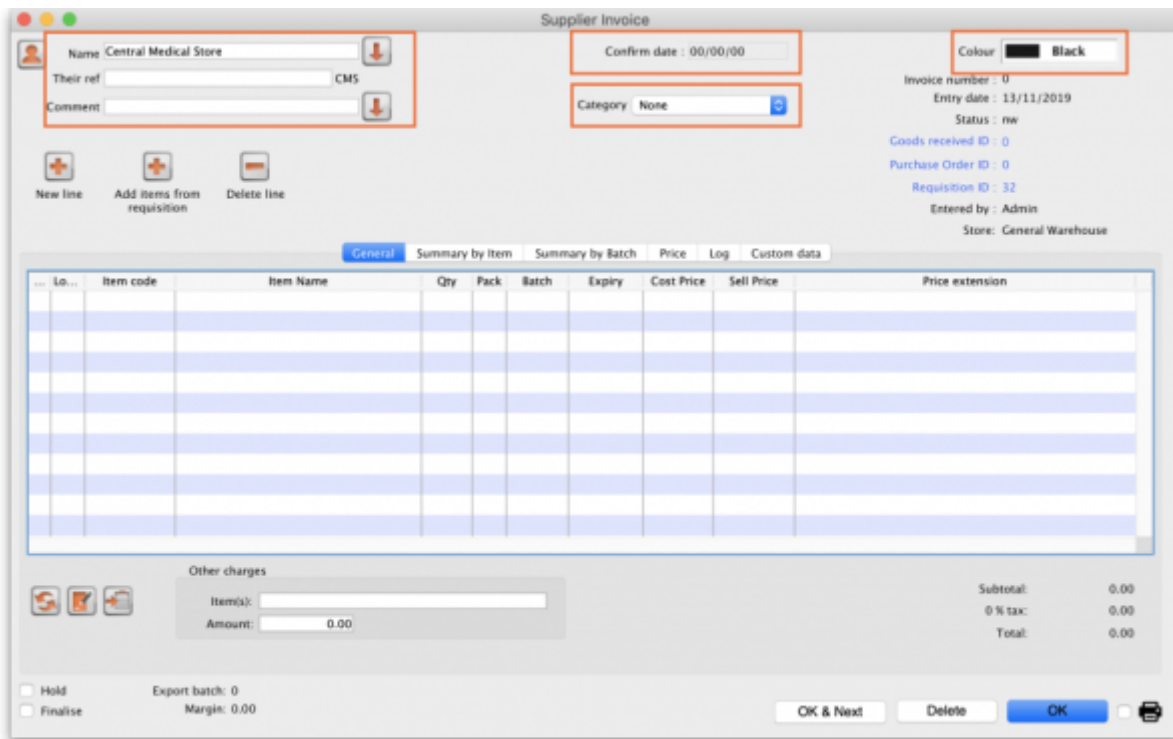 Supplier Invoice
Name Central Medical Store
Their ref CMS
Comment
Confirm date : 00/00/00
Category None
Colour Black
Invoice number : 0
Entry date : 13/11/2019
Status : nw
Goods received ID : 0
Purchase Order ID : 0
Requisition ID : 32
Entered by : Admin
Store: General Warehouse
New line
Add items from requisition
Delete line
General Summary by Item Summary by Batch Price Log Custom data
... Lo... Item code Item Name Qty Pack Batch Expiry Cost Price Sell Price Price extension
Other charges
Item(s):
Amount: 0.00
Subtotal: 0.00
0 % tax: 0.00
Total: 0.00
Hold
Finalise
Export batch: 0
Margin: 0.00
OK & Next Delete OK